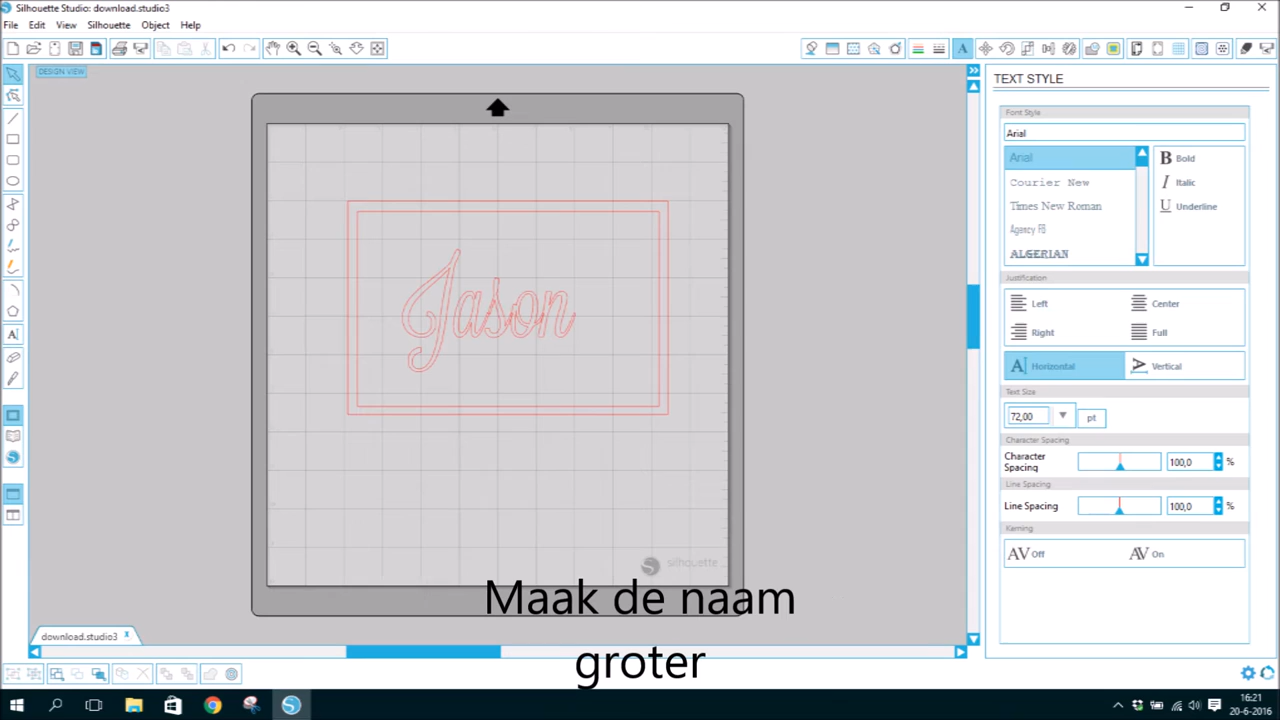 Silhouette Studio: download.studio3
File Edit View Silhouette Object Help
DESIGN VIEW
TEXT STYLE
Font Style
Arial
Arial
Courier New
Times New Roman
Agency FB
ALGERIAN
B Bold
I Italic
U Underline
Justification
Left Center
Right Full
Horizontal Vertical
Text Size
72,00 pt
Character Spacing
Character
Spacing 100,0 %
Line Spacing
Line Spacing 100,0 %
Kerning
AV Off AV On
Jason
silhouette
Maak de naam
groter
download.studio3
16:21
20-6-2016